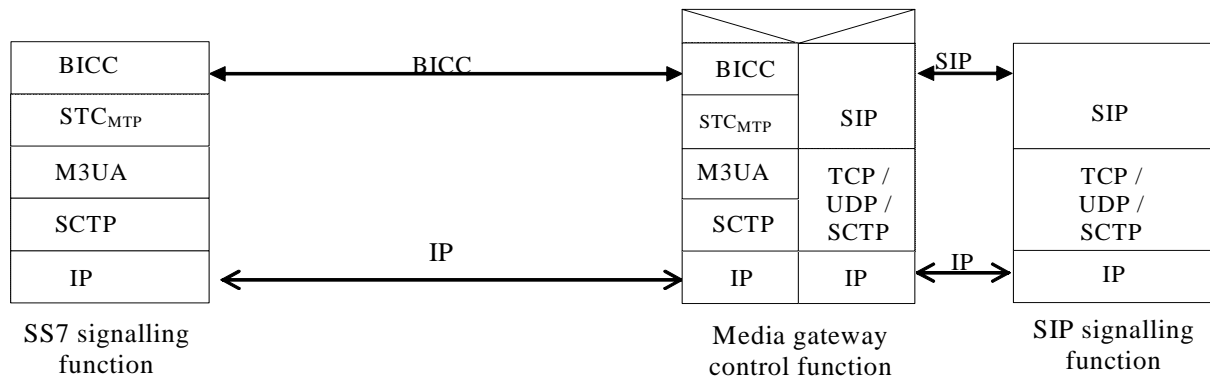 BICC
STCMTP
M3UA
SCTP
IP
SS7 signalling
function
BICC
IP
BICC
STCMTP
M3UA
SCTP
IP
SIP
TCP /
UDP /
SCTP
IP
Media gateway
control function
SIP
IP
SIP
TCP /
UDP /
SCTP
IP
SIP signalling
function